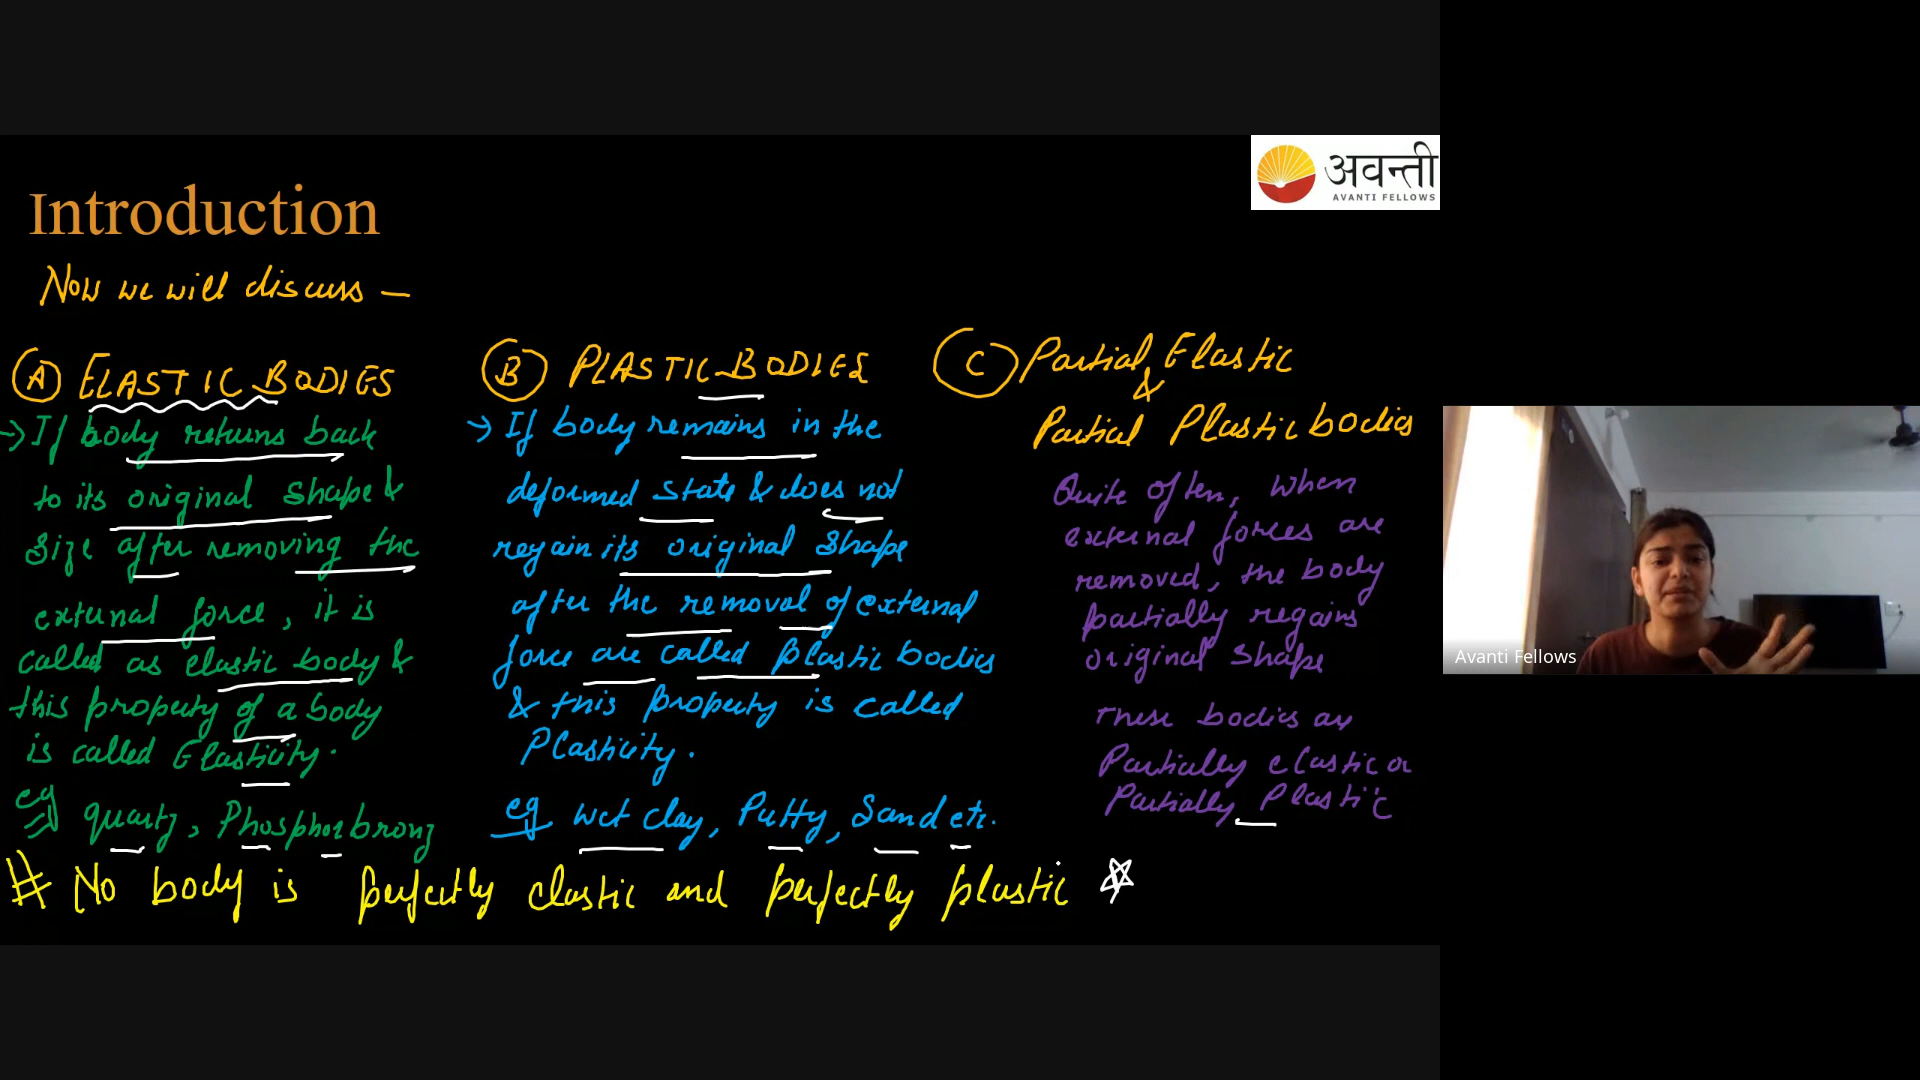 अवन्ती
AVANTI FELLOWS
Introduction
Now we will discuss —
(A) ELASTIC BODIES
→ If body returns back
to its original shape &
size after removing the
external force, it is
called as elastic body &
this property of a body
is called Elasticity.
eg quartz, Phosphor bronz
(B) PLASTIC BODIES
→ If body remains in the
deformed state & does not
regain its original shape
after the removal of external
force are called plastic bodies
& this property is called
Plasticity.
eg wet clay, Putty, Sand etc.
(C) Partial Elastic
&
Partial Plastic bodies
Quite often, when
external forces are
removed, the body
partially regains
original shape
These bodies are
Partially elastic or
Partially Plastic
# No body is perfectly elastic and perfectly plastic ☆
Avanti Fellows